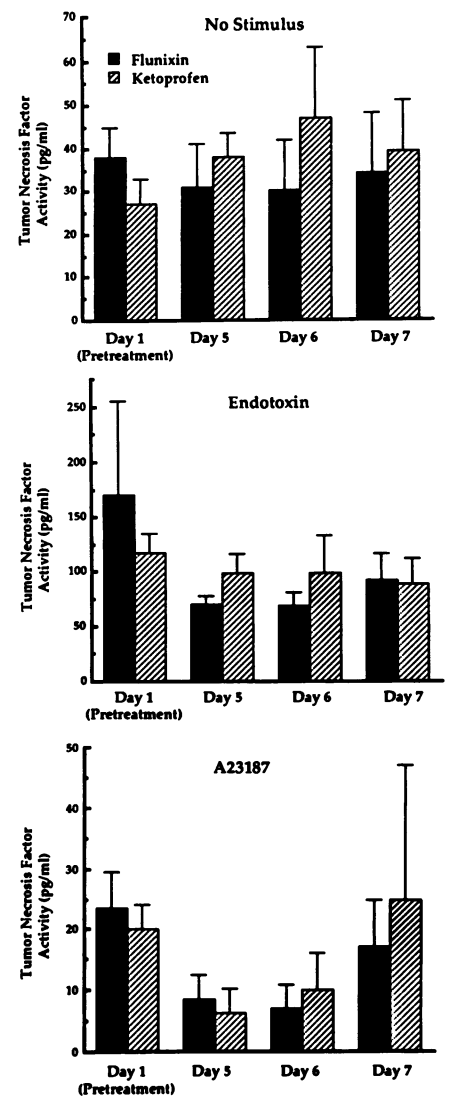 No Stimulus
Flunixin
Ketoprofen
Tumor Necrosis Factor
Activity (pg/ml)
70
60
50
40
30
20
10
0
Day 1
(Pretreatment)
Day 5
Day 6
Day 7
Endotoxin
Tumor Necrosis Factor
Activity (pg/ml)
250
200
150
100
50
0
Day 1
(Pretreatment)
Day 5
Day 6
Day 7
A23187
Tumor Necrosis Factor
Activity (pg/ml)
50
40
30
20
10
0
Day 1
(Pretreatment)
Day 5
Day 6
Day 7